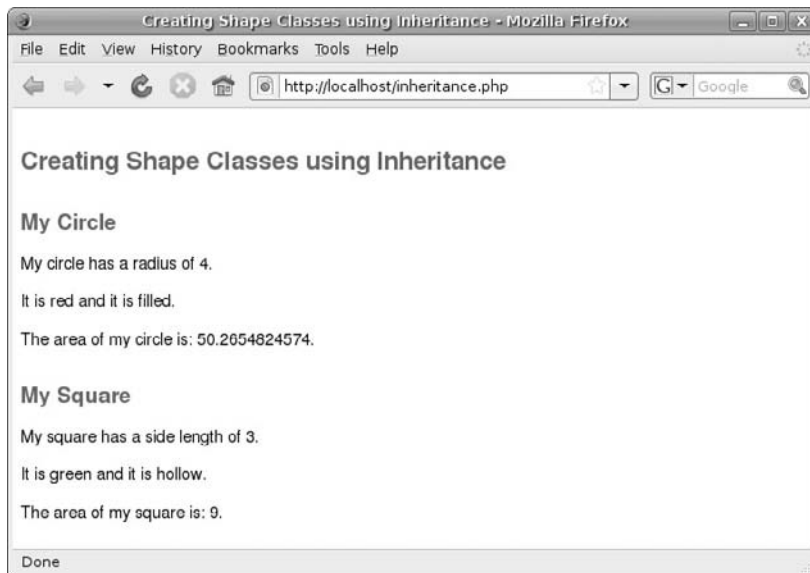 Creating Shape Classes using Inheritance - Mozilla Firefox
File Edit View History Bookmarks Tools Help
http://localhost/inheritance.php
G Google
Creating Shape Classes using Inheritance
My Circle
My circle has a radius of 4.
It is red and it is filled.
The area of my circle is: 50.2654824574.
My Square
My square has a side length of 3.
It is green and it is hollow.
The area of my square is: 9.
Done